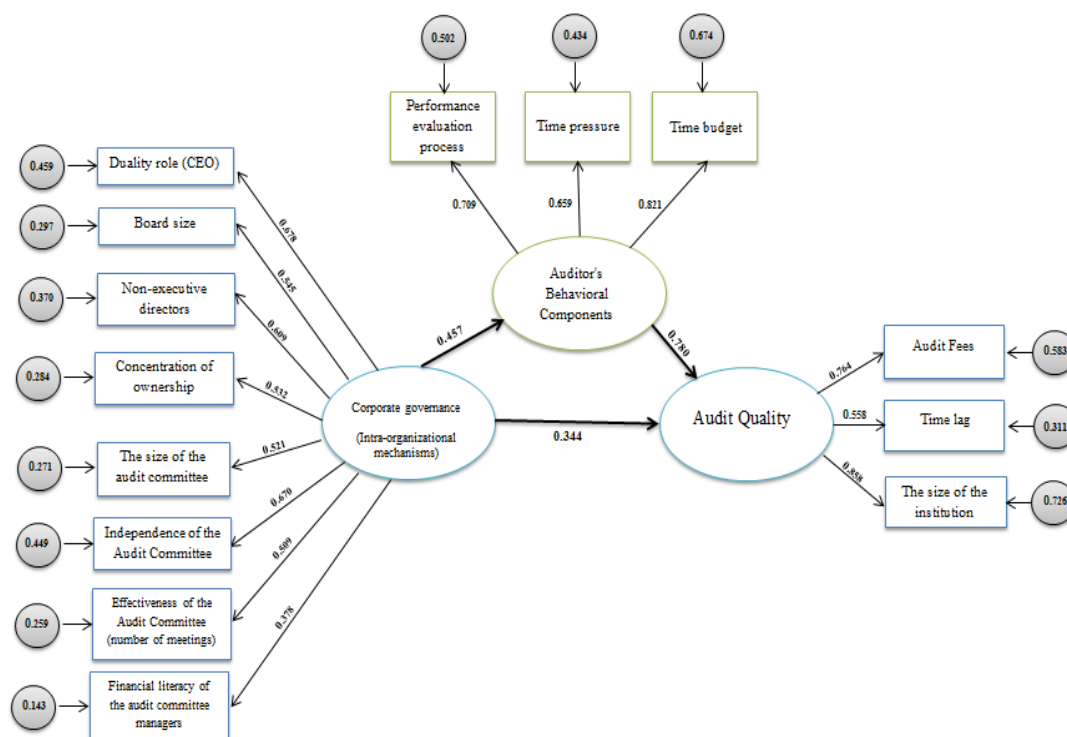 0.502
0.434
0.674
Performance
evaluation
process
Time pressure
Time budget
0.709
0.659
0.821
Auditor's
Behavioral
Components
0.459
Duality role (CEO)
0.678
0.297
Board size
0.545
0.370
Non-executive
directors
0.609
0.284
Concentration of
ownership
0.532
0.271
The size of the
audit committee
0.521
0.449
Independence of the
Audit Committee
0.670
0.259
Effectiveness of the
Audit Committee
(number of meetings)
0.509
0.143
Financial literacy of
the audit committee
managers
0.378
Corporate governance
(Intra-organizational
mechanisms)
0.457
0.780
0.344
Audit Quality
0.764
Audit Fees
0.583
0.558
Time lag
0.311
0.858
The size of the
institution
0.726